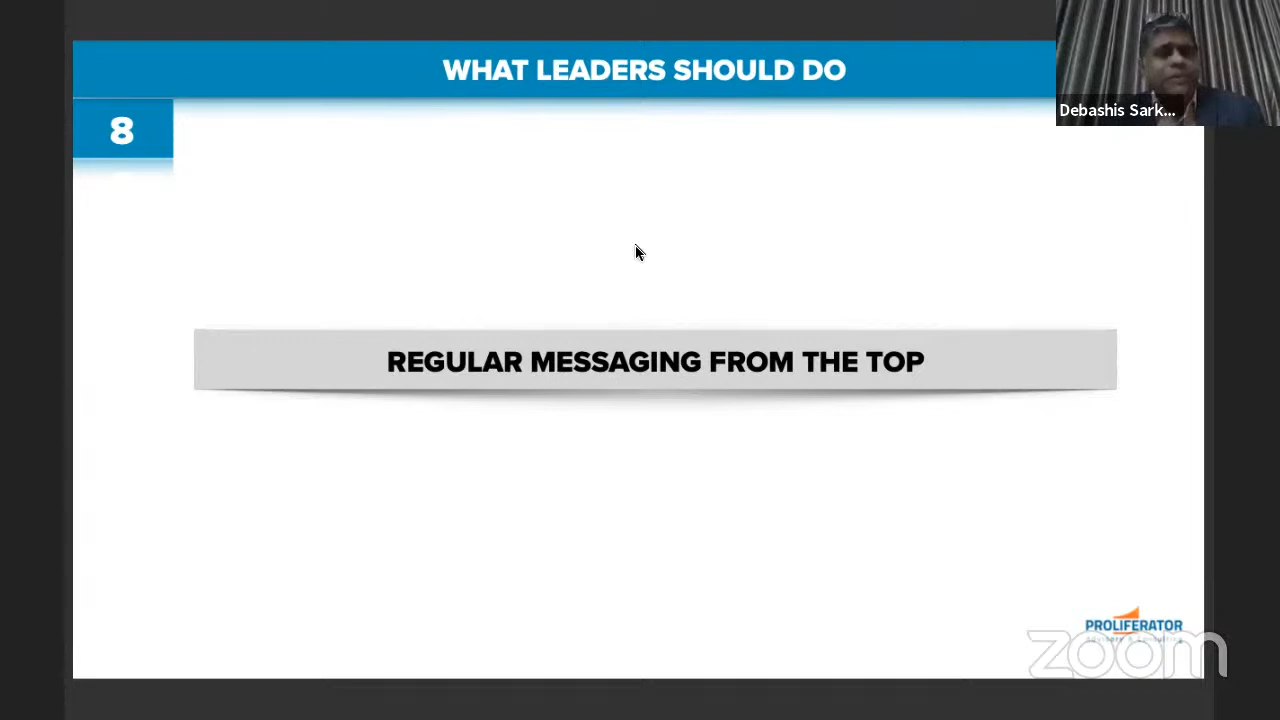 WHAT LEADERS SHOULD DO
Debashis Sark...
8
REGULAR MESSAGING FROM THE TOP
PROLIFERATOR
zoom